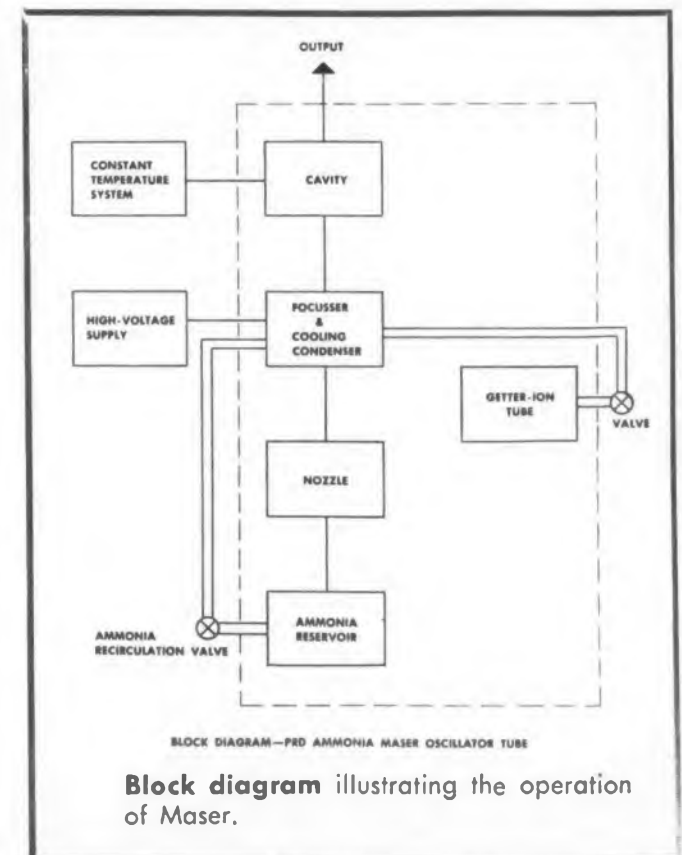 OUTPUT
CONSTANT
TEMPERATURE
SYSTEM
CAVITY
HIGH-VOLTAGE
SUPPLY
FOCUSSER
&
COOLING
CONDENSER
GETTER-ION
TUBE
VALVE
NOZZLE
AMMONIA
RESERVOIR
AMMONIA
RECIRCULATION VALVE
BLOCK DIAGRAM—PRD AMMONIA MASER OSCILLATOR TUBE
Block diagram illustrating the operation
of Maser.